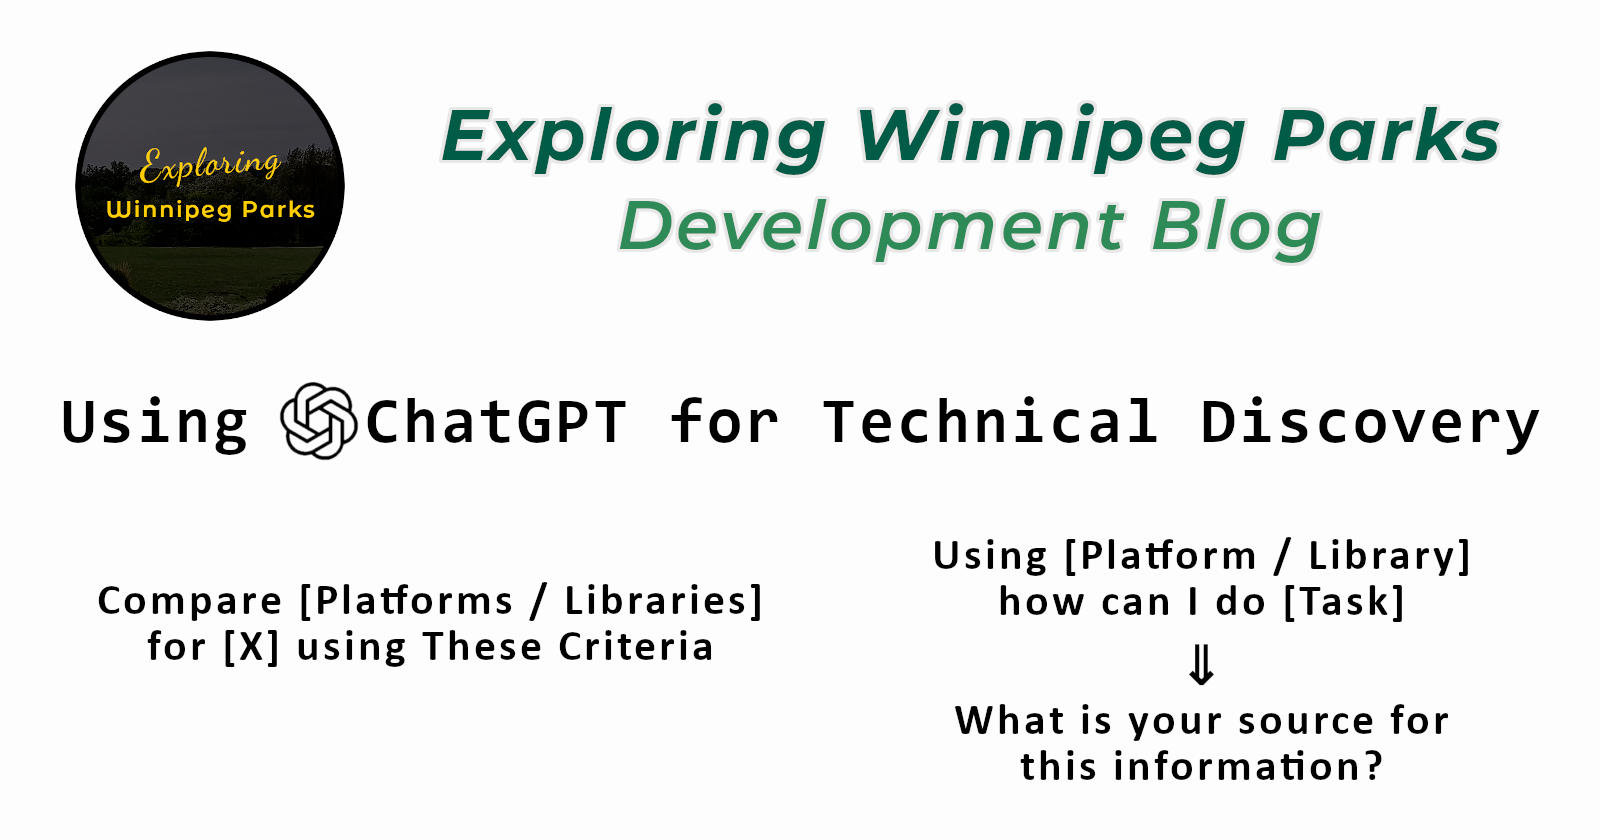 Exploring
Winnipeg Parks
Exploring Winnipeg Parks
Development Blog
Using ChatGPT for Technical Discovery
Compare [Platforms / Libraries]
for [X] using These Criteria
Using [Platform / Library]
how can I do [Task]
⇓
What is your source for
this information?